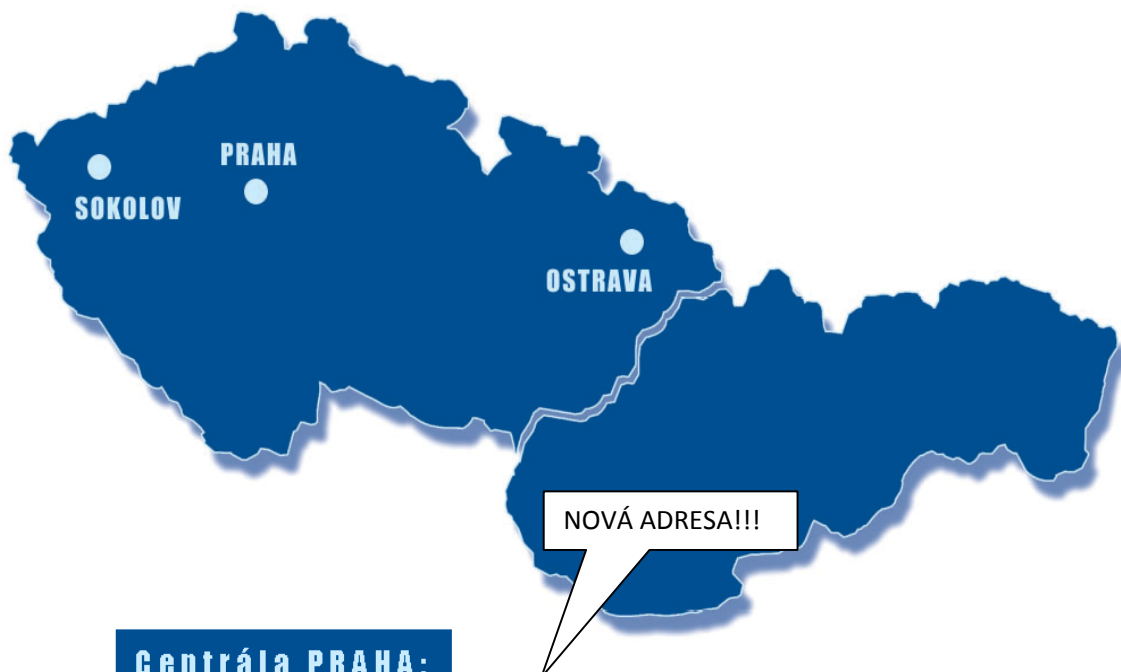 PRAHA
SOKOLOV
OSTRAVA
NOVÁ ADRESA!!!
Centrála PRAHA: